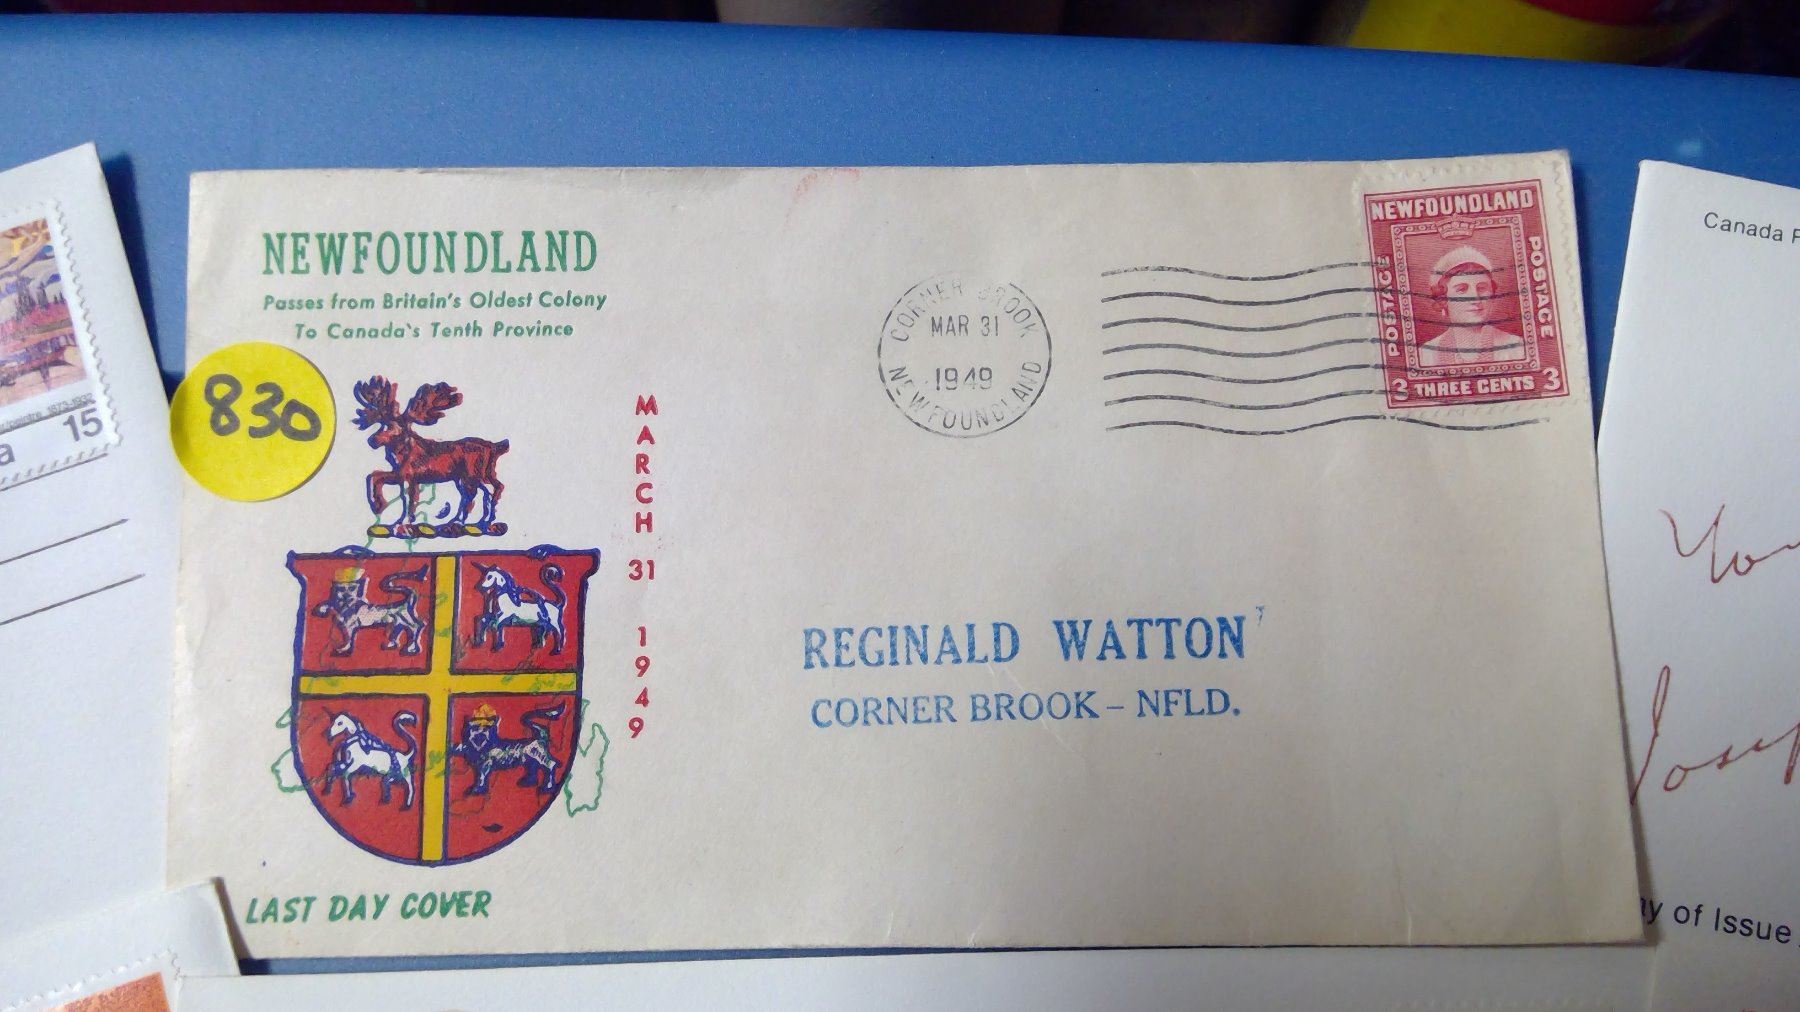 NEWFOUNDLAND
Passes from Britain's Oldest Colony
To Canada's Tenth Province
830
MARCH 31 1949
LAST DAY COVER
CORNER BROOK
MAR 31
1949
NEWFOUNDLAND
NEWFOUNDLAND
POSTAGE
POSTAGE
3 THREE CENTS 3
REGINALD WATTON
CORNER BROOK – NFLD.
15
a
Canada
of Issue